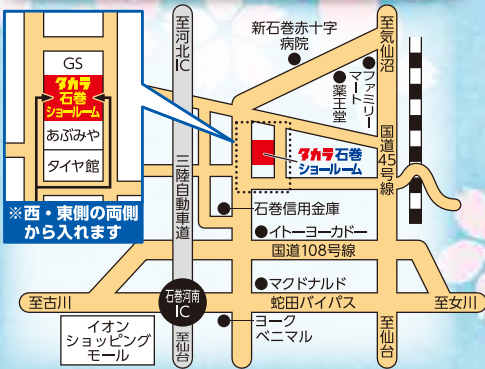 至河北IC
新石巻赤十字
病院
至気仙沼
ファミリー
マート
薬王堂
GS
タカラ
石巻
ショールーム
あぶみや
タイヤ館
※西・東側の両側
から入れます
三陸自動車道
タカラ石巻
ショールーム
国道45号線
石巻信用金庫
イトーヨーカドー
国道108号線
マクドナルド
至古川
石巻河南
IC
蛇田バイパス
至女川
イオン
ショッピング
モール
ヨーク
ベニマル
至仙台
至仙台